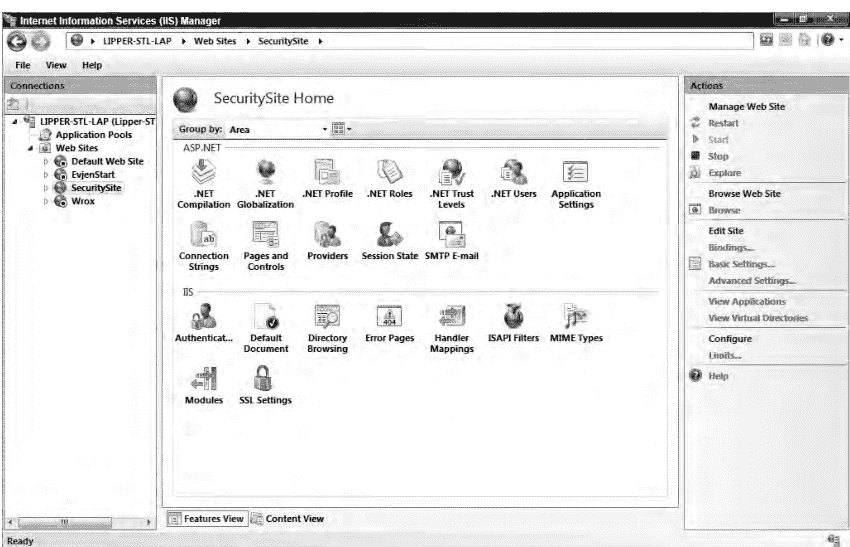 Internet Information Services (IIS) Manager
LIPPER-STL-LAP Web Sites SecuritySite
File View Help
Connections
LIPPER-STL-LAP (Lipper-ST
Application Pools
Web Sites
Default Web Site
EvjenStart
SecuritySite
Wrox
SecuritySite Home
Group by: Area
ASP.NET
.NET Compilation
.NET Globalization
.NET Profile
.NET Roles
.NET Trust Levels
.NET Users
Application Settings
Connection Strings
Pages and Controls
Providers
Session State
SMTP E-mail
ab
IIS
Authenticat...
Default Document
Directory Browsing
Error Pages
404
Handler Mappings
ISAPI Filters
MIME Types
Modules
SSL Settings
Features View
Content View
Actions
Manage Web Site
Restart
Start
Stop
Explore
Browse Web Site
Browse
Edit Site
Bindings...
Basic Settings...
Advanced Settings...
View Applications
View Virtual Directories
Configure
Limits...
Help
Ready